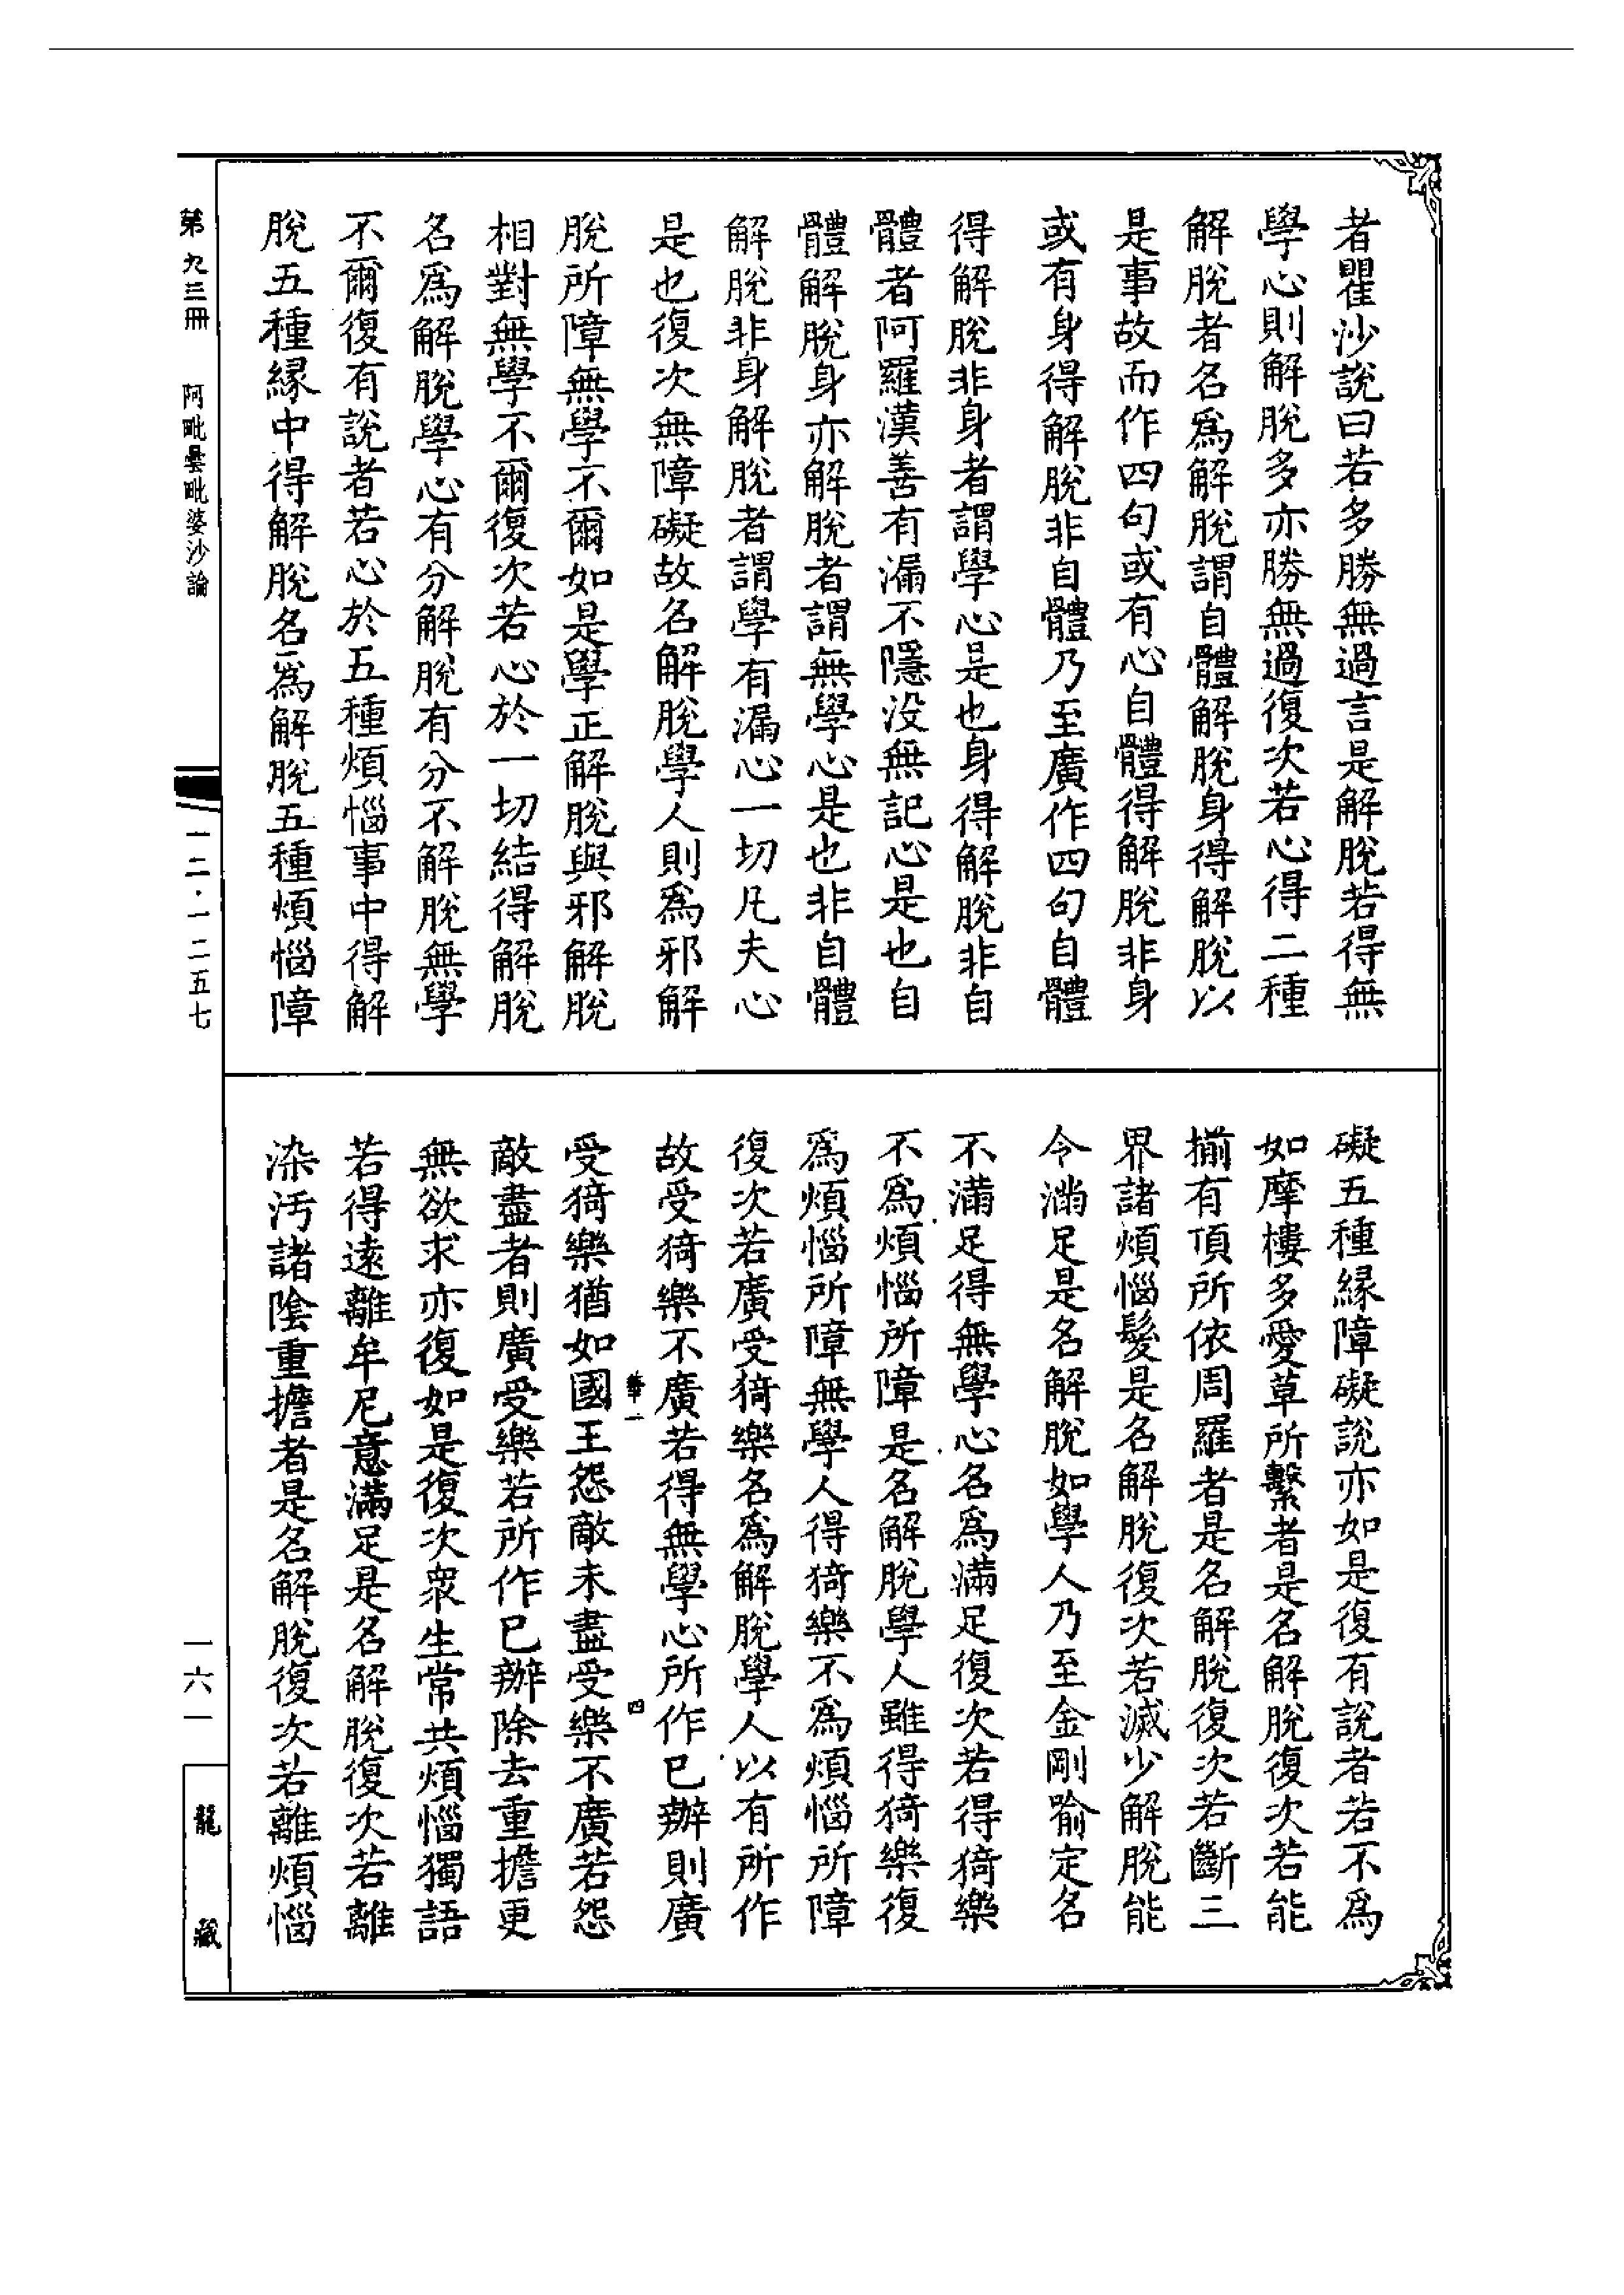 者瞿沙說曰若多勝無過言是解脫若得無
學心則解脫多亦勝無過復次若心得二種
解脫者名爲解脫謂自體解脫身得解脫以
是事故而作四句或有心自體得解脫非身
或有身得解脫非自體乃至廣作四句自體
得解脫非身者謂學心是也身得解脫非自
體者阿羅漢善有漏不隱没無記心是也自
體解脫身亦解脫者謂無學心是也非自體
解脫非身解脫者謂學有漏心一切凡夫心
是也復次無障礙故名解脫學人則爲邪解
脫所障無學不爾如是學正解脫與邪解脫
相對無學不爾復次若心於一切結得解脫
名爲解脫學心有分解脫有分不解脫無學
不爾復有說者若心於五種煩惱事中得解
脫五種緣中得解脫名爲解脫五種煩惱障
礙五種緣障礙說亦如是復有說者若不爲
如摩樓多愛草所繫者是名解脫復次若能
揃有頂所依周羅者是名解脫復次若斷三
界諸煩惱髮是名解脫復次若滅少解脫能
令滿足是名解脫如學人乃至金剛喻定名
不滿足得無學心名爲滿足復次若得猗樂
不爲煩惱所障是名解脫學人雖得猗樂復
爲煩惱所障無學人得猗樂不爲煩惱所障
復次若廣受猗樂名爲解脫學人以有所作
故受猗樂不廣若得無學心所作已辦則廣
受猗樂猶如國王怨敵未盡受樂不廣若怨
敵盡者則廣受樂若所作已辦除去重擔更
無欲求亦復如是復次衆生常共煩惱獨語
若得遠離牟尼意滿足是名解脫復次若離
染汚諸陰重擔者是名解脫復次若離煩惱
第九三冊　阿毗曇毗婆沙論
一二·一二五七
一六一
龍藏